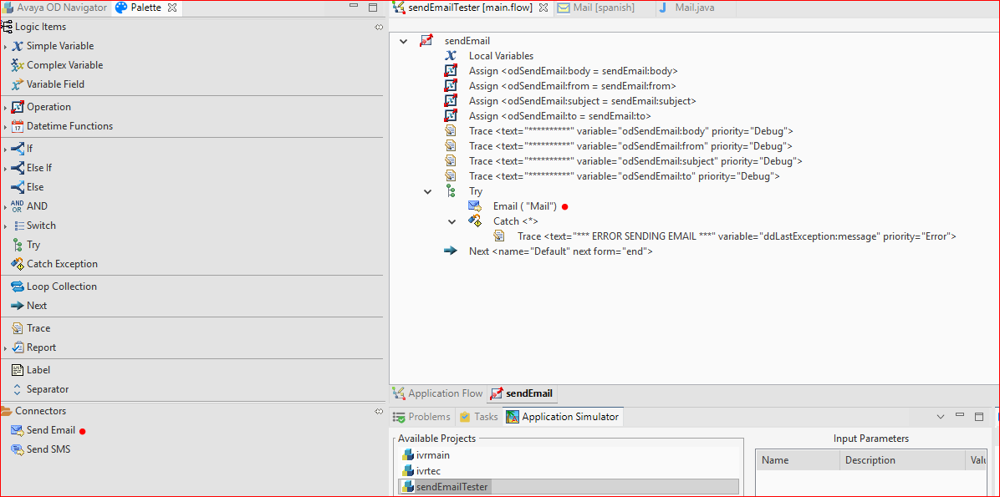 Avaya OD Navigator
Palette
Logic Items
Simple Variable
Complex Variable
Variable Field
Operation
17 Datetime Functions
If
Else If
Else
AND OR AND
Switch
Try
Catch Exception
Loop Collection
Next
Trace
Report
Label
Separator
Connectors
Send Email
Send SMS
sendEmailTester [main.flow]
Mail [spanish]
Mail.java
sendEmail
Local Variables
Assign <odSendEmail:body = sendEmail:body>
Assign <odSendEmail:from = sendEmail:from>
Assign <odSendEmail:subject = sendEmail:subject>
Assign <odSendEmail:to = sendEmail:to>
Trace <text="**********" variable="odSendEmail:body" priority="Debug">
Trace <text="**********" variable="odSendEmail:from" priority="Debug">
Trace <text="**********" variable="odSendEmail:subject" priority="Debug">
Trace <text="**********" variable="odSendEmail:to" priority="Debug">
Try
Email ( "Mail")
Catch <*>
Trace <text="*** ERROR SENDING EMAIL ***" variable="ddLastException:message" priority="Error">
Next <name="Default" next form="end">
Application Flow
sendEmail
Problems
Tasks
Application Simulator
Available Projects
ivrmain
ivrtec
sendEmailTester
Input Parameters
Name
Description